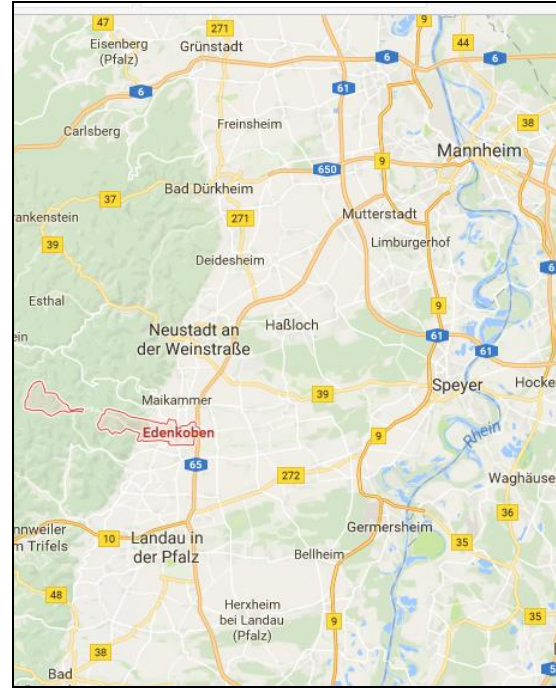 47
271
9
44
Eisenberg
(Pfalz)
Grünstadt
6
6
6
61
Carlsberg
Freinsheim
38
Mannheim
9
650
37
Bad Dürkheim
271
Mutterstadt
ankenstein
39
Limburgerhof
Deidesheim
6
Esthal
9
ein
Neustadt an
der Weinstraße
Haßloch
61
61
Maikammer
39
Speyer
Hocke
Edenkoben
9
Rhein
65
272
Waghäuse
nnweiler
m Trifels
10
Landau in
der Pfalz
Germersheim
36
35
Bellheim
48
Herxheim
bei Landau
(Pfalz)
9
35
38
Bad
5